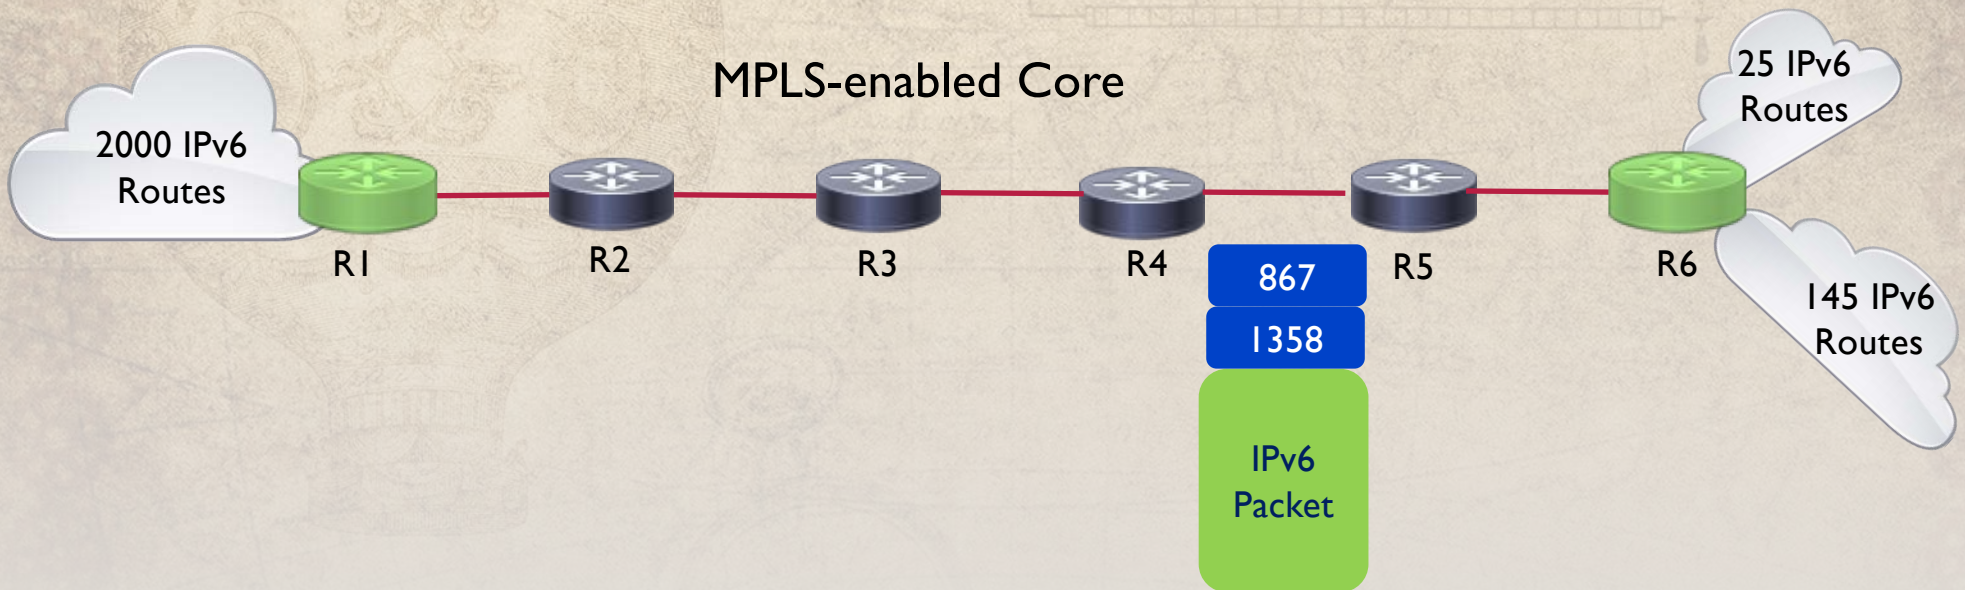 MPLS-enabled Core
2000 IPv6
Routes
25 IPv6
Routes
R1
R2
R3
R4
R5
R6
867
1358
IPv6
Packet
145 IPv6
Routes